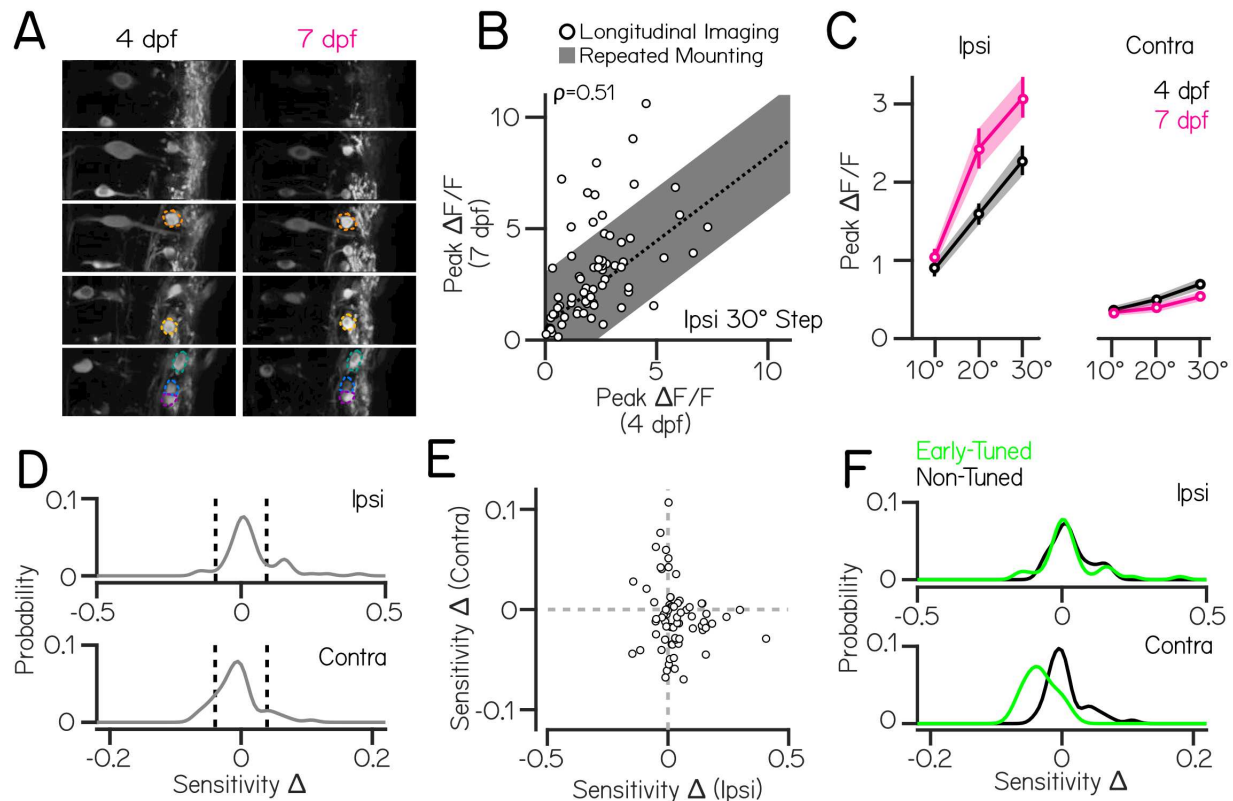 A
4 dpf
7 dpf
B
Longitudinal Imaging
Repeated Mounting
ρ=0.51
10
5
0
Peak ΔF/F
(7 dpf)
Ipsi 30° Step
0
5
10
Peak ΔF/F
(4 dpf)
C
Ipsi
Contra
4 dpf
7 dpf
3
2
1
0
Peak ΔF/F
10°
20°
30°
10°
20°
30°
D
Probability
0.1
0
Ipsi
-0.5
0
0.5
0.1
0
Contra
-0.2
0
0.2
Sensitivity Δ
E
Sensitivity Δ (Contra)
0.1
0
-0.1
-0.5
0
0.5
Sensitivity Δ (Ipsi)
F
Early-Tuned
Non-Tuned
Probability
0.1
0
Ipsi
-0.5
0
0.5
0.1
0
Contra
-0.2
0
0.2
Sensitivity Δ